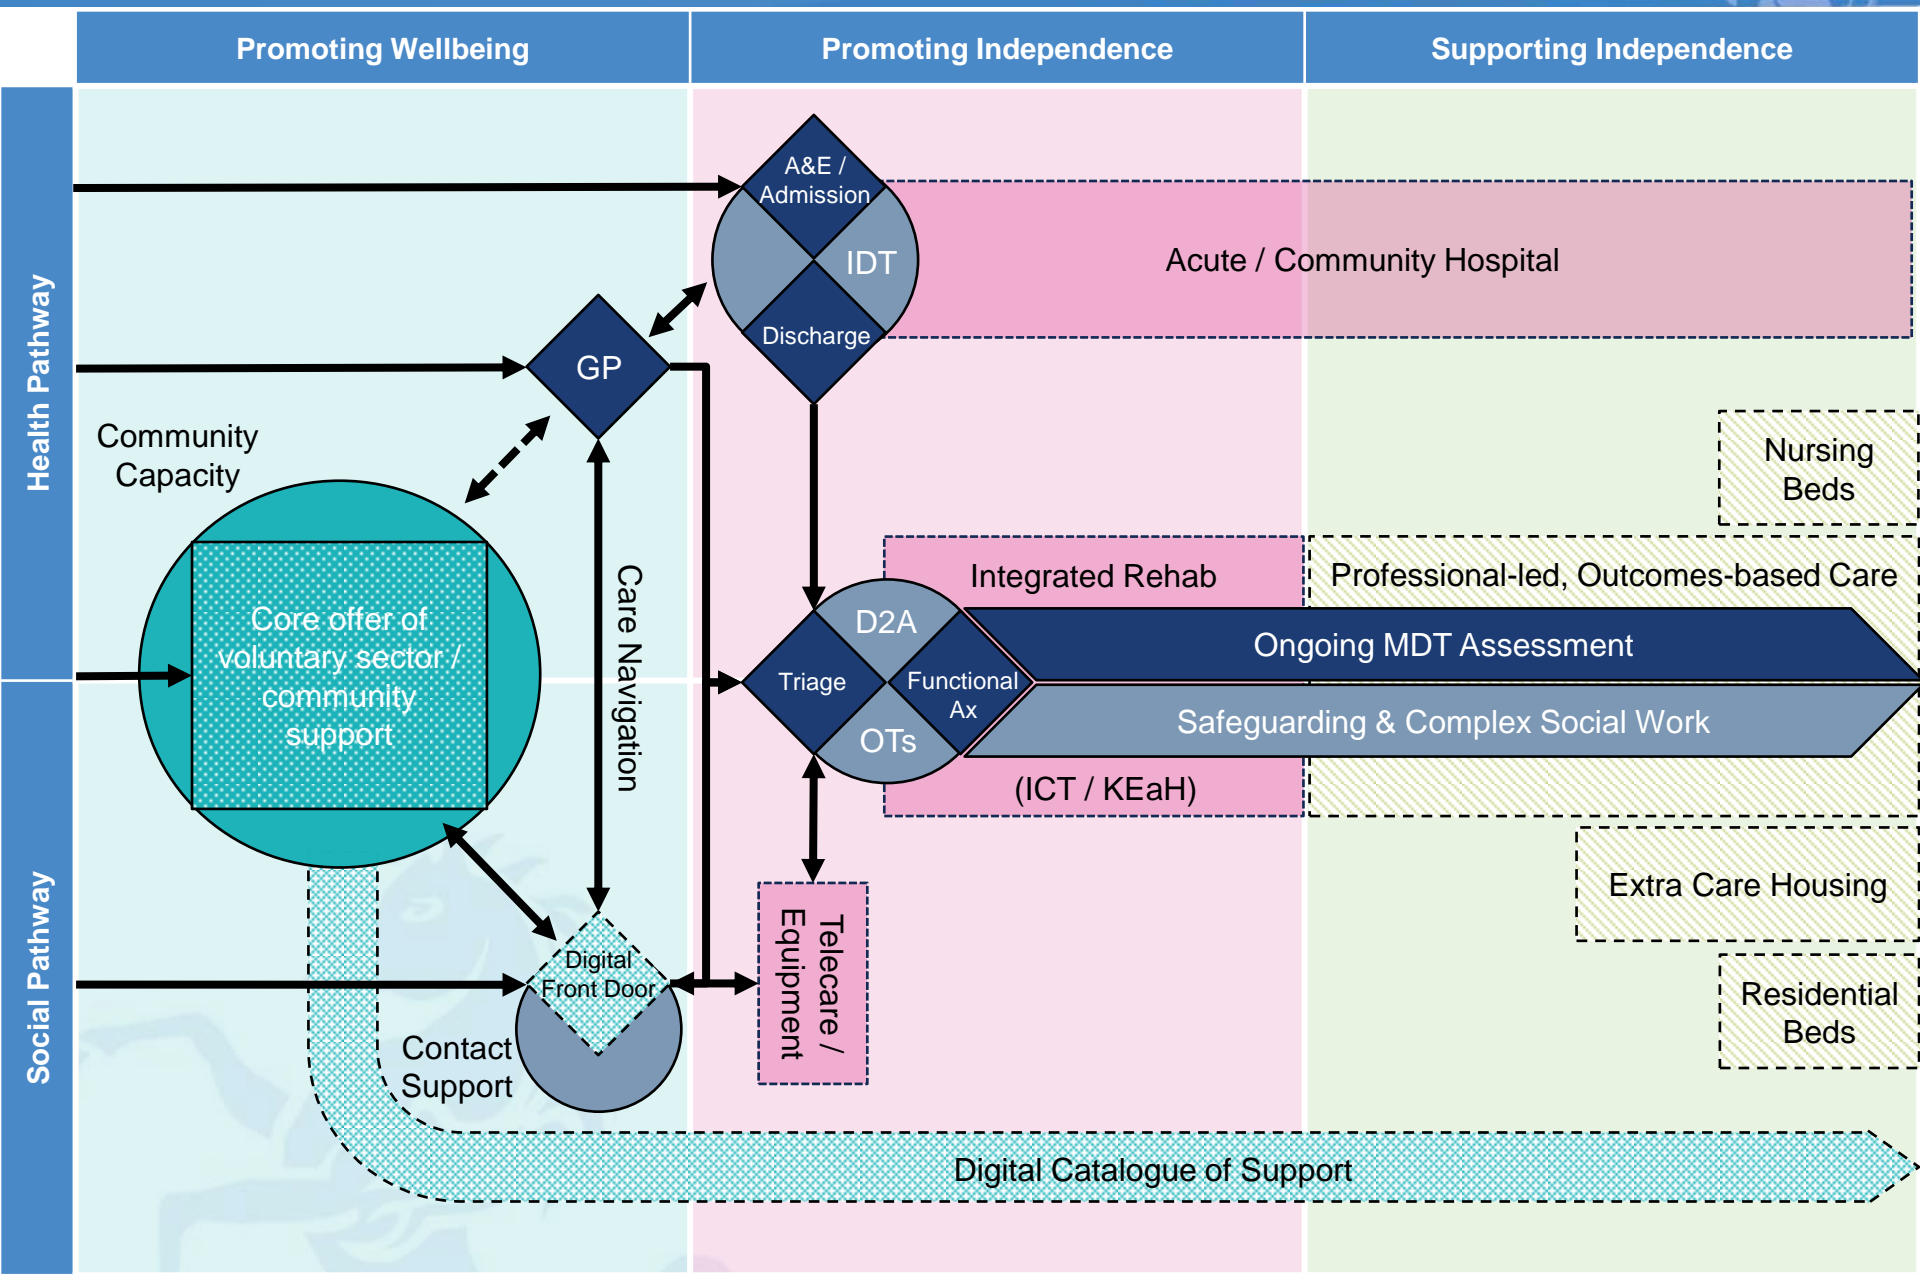 Promoting Wellbeing
Promoting Independence
Supporting Independence
Health Pathway
Social Pathway
A&E /
Admission
IDT
Discharge
Acute / Community Hospital
GP
Community
Capacity
Nursing
Beds
Core offer of
voluntary sector /
community
support
Care Navigation
Integrated Rehab
Professional-led, Outcomes-based Care
D2A
Triage
Functional
Ax
OTs
Ongoing MDT Assessment
Safeguarding & Complex Social Work
(ICT / KEaH)
Extra Care Housing
Digital
Front Door
Telecare /
Equipment
Residential
Beds
Contact
Support
Digital Catalogue of Support